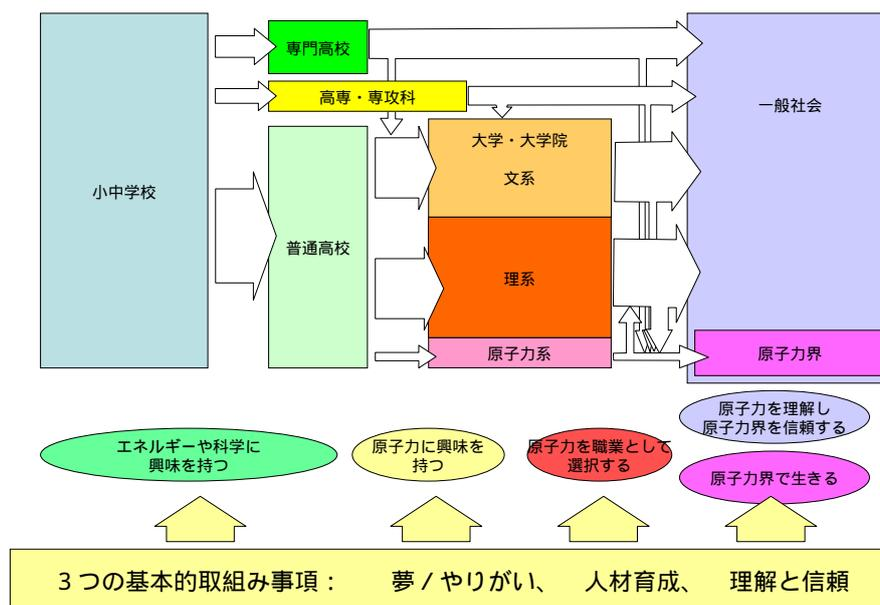 専門高校
高専・専攻科
一般社会
大学・大学院
文系
小中学校
普通高校
理系
原子力系
原子力界
原子力を理解し
原子力界を信頼する
エネルギーや科学に
興味を持つ
原子力に興味を
持つ
原子力を職業として
選択する
原子力界で生きる
3つの基本的取組み事項： 夢／やりがい、 人材育成、 理解と信頼